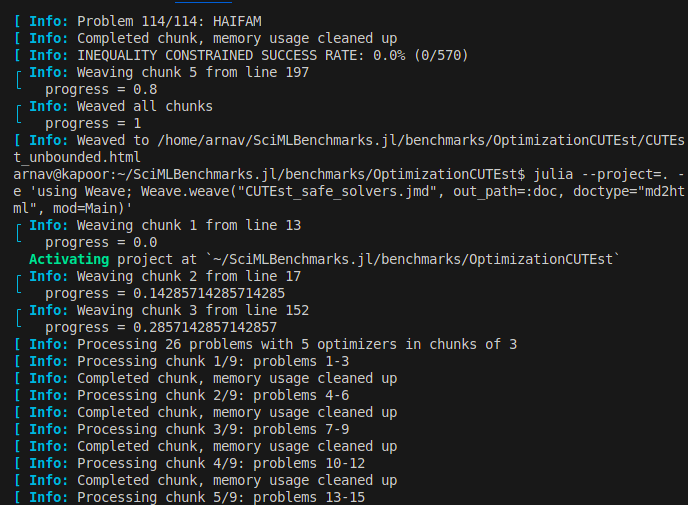 [ Info: Problem 114/114: HAIFAM
[ Info: Completed chunk, memory usage cleaned up
[ Info: INEQUALITY CONSTRAINED SUCCESS RATE: 0.0% (0/570)
┌ Info: Weaving chunk 5 from line 197
└   progress = 0.8
┌ Info: Weaved all chunks
└   progress = 1
[ Info: Weaved to /home/arnav/SciMLBenchmarks.jl/benchmarks/OptimizationCUTEst/CUTEs
t_unbounded.html
arnav@kapoor:~/SciMLBenchmarks.jl/benchmarks/OptimizationCUTEst$ julia --project=. -
e 'using Weave; Weave.weave("CUTEst_safe_solvers.jmd", out_path=:doc, doctype="md2ht
ml", mod=Main)'
┌ Info: Weaving chunk 1 from line 13
└   progress = 0.0
  Activating project at `~/SciMLBenchmarks.jl/benchmarks/OptimizationCUTEst`
┌ Info: Weaving chunk 2 from line 17
└   progress = 0.14285714285714285
┌ Info: Weaving chunk 3 from line 152
└   progress = 0.2857142857142857
[ Info: Processing 26 problems with 5 optimizers in chunks of 3
[ Info: Processing chunk 1/9: problems 1-3
[ Info: Completed chunk, memory usage cleaned up
[ Info: Processing chunk 2/9: problems 4-6
[ Info: Completed chunk, memory usage cleaned up
[ Info: Processing chunk 3/9: problems 7-9
[ Info: Completed chunk, memory usage cleaned up
[ Info: Processing chunk 4/9: problems 10-12
[ Info: Completed chunk, memory usage cleaned up
[ Info: Processing chunk 5/9: problems 13-15